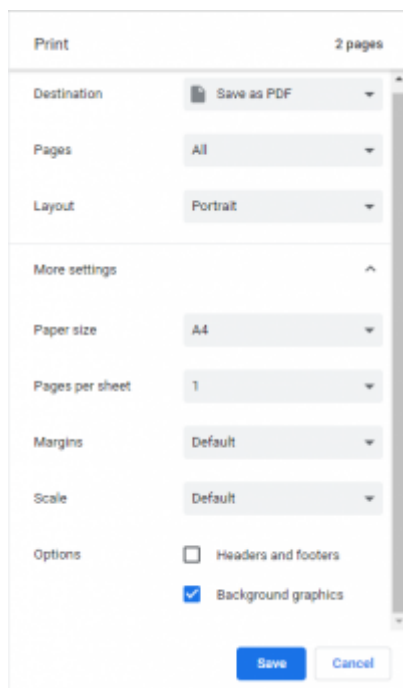 Print 2 pages
Destination Save as PDF
Pages All
Layout Portrait
More settings
Paper size A4
Pages per sheet 1
Margins Default
Scale Default
Options Headers and footers
Background graphics
Save Cancel